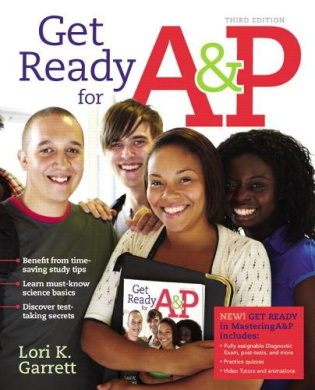 THIRD EDITION
Get
Ready
for
A&P
Benefit from time-
saving study tips
Learn must-know
science basics
Discover test-
taking secrets
Lori K.
Garrett
Get
Ready
for
A&P
NEW! GET READY
in MasteringA&P
includes:
• Fully assignable Diagnostic
Exam, post-tests, and more
• Practice quizzes
• Video Tutors and animations